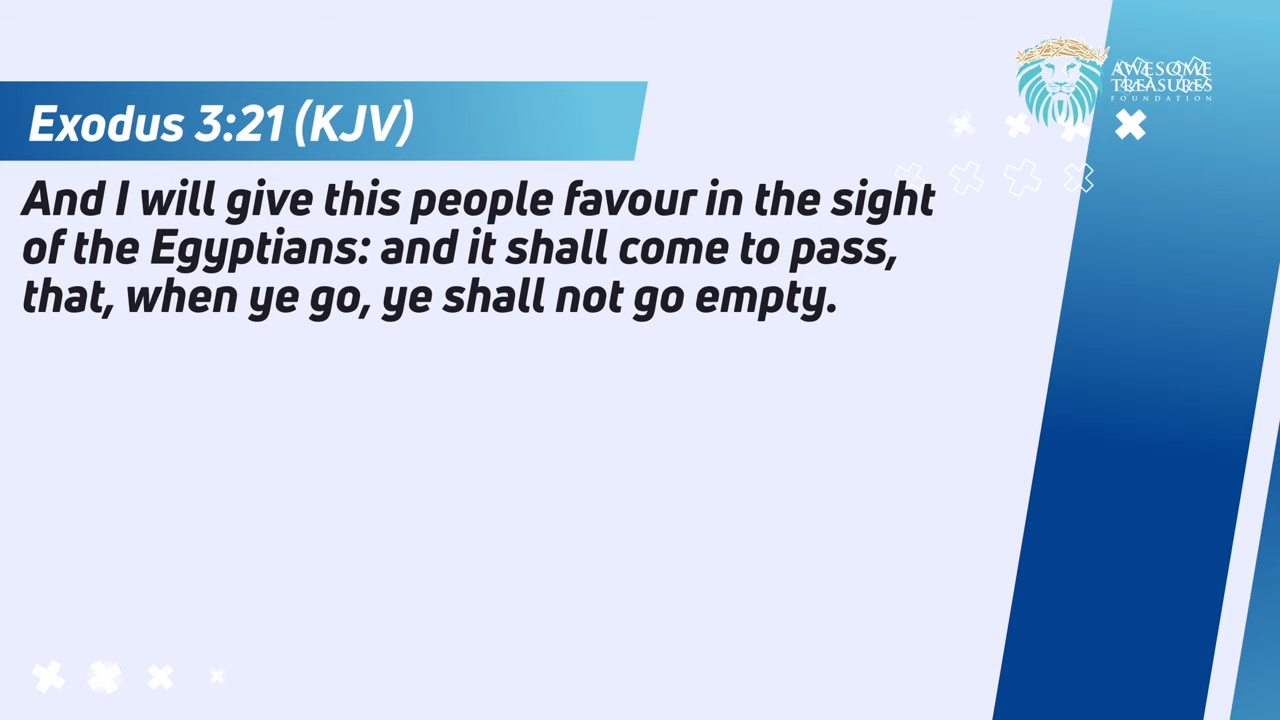 AWESOME
TREASURES
FOUNDATION
Exodus 3:21 (KJV)
And I will give this people favour in the sight
of the Egyptians: and it shall come to pass,
that, when ye go, ye shall not go empty.